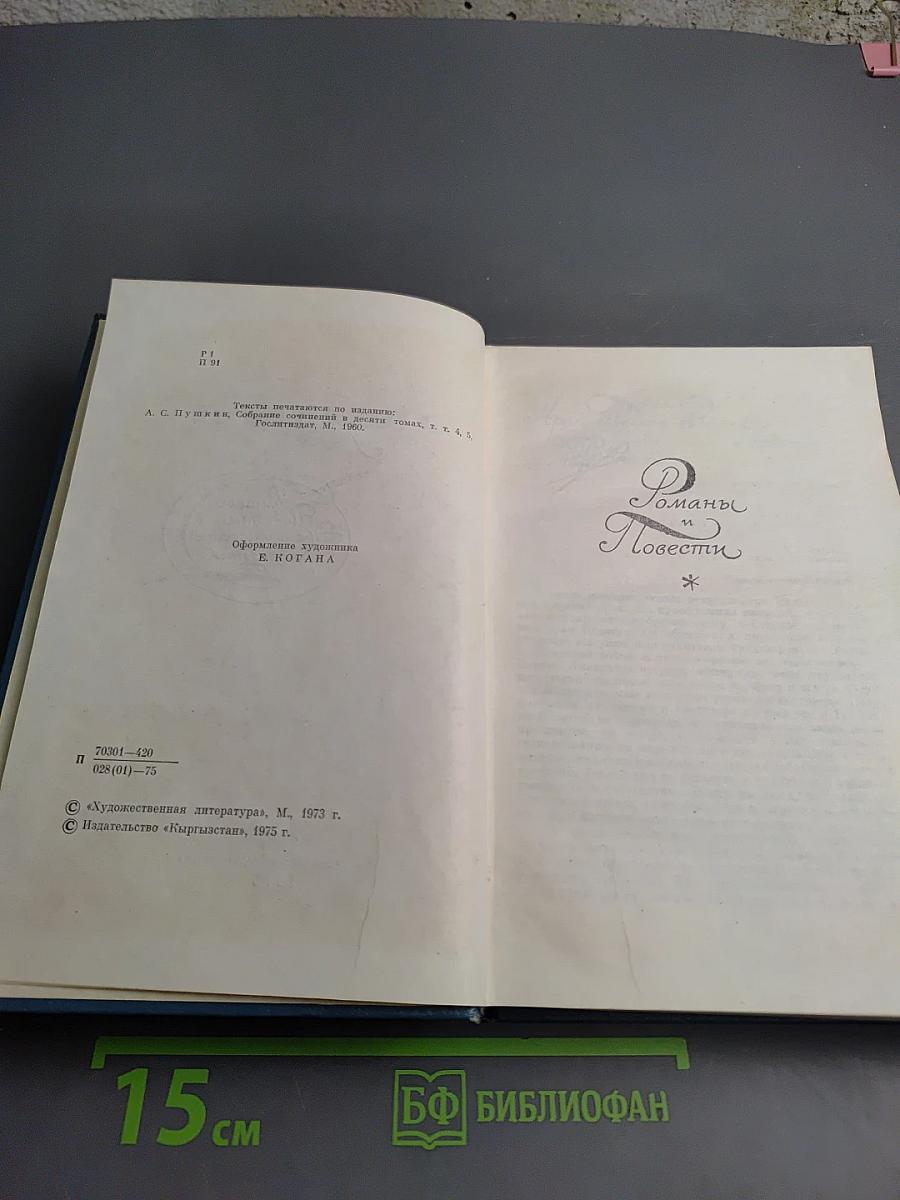 Р 1
П 91
Тексты печатаются по изданию:
А. С. Пушкин, Собрание сочинений в десяти томах, т. т. 4, 5,
Гослитиздат, М., 1960.
Оформление художника
Е. КОГАНА
П 70301—420
028(01)—75
© «Художественная литература», М., 1973 г.
© Издательство «Кыргызстан», 1975 г.
Романы
и
Повести
*
15 см
БФ БИБЛИОФАН